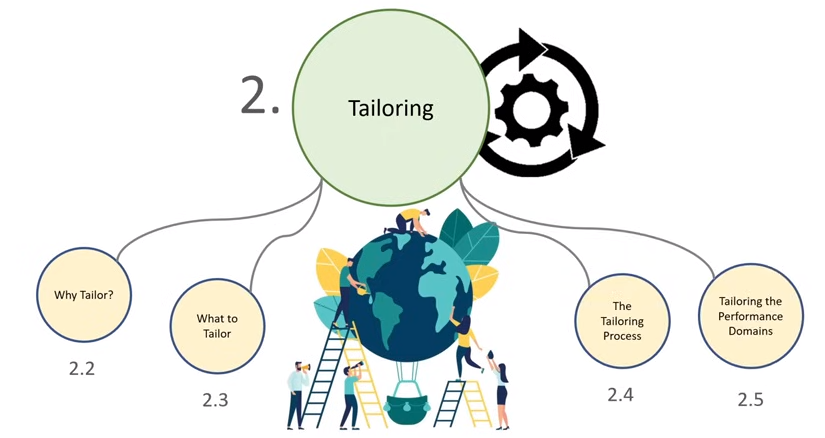 2.
Tailoring
Why Tailor?
2.2
What to
Tailor
2.3
The
Tailoring
Process
2.4
Tailoring the
Performance
Domains
2.5